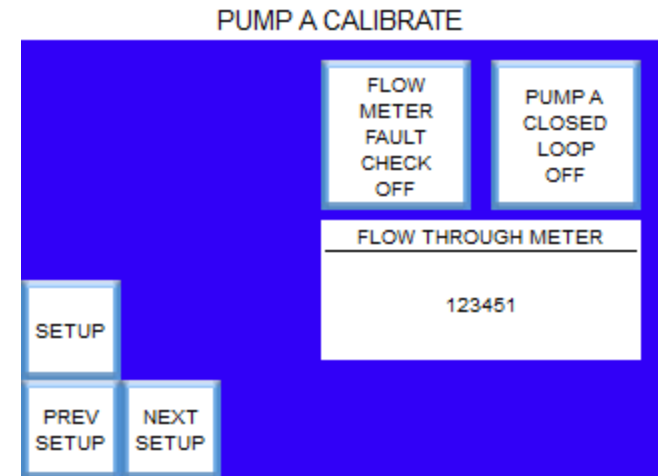 PUMP A CALIBRATE
FLOW
METER
FAULT
CHECK
OFF
PUMP A
CLOSED
LOOP
OFF
FLOW THROUGH METER
123451
SETUP
PREV
SETUP
NEXT
SETUP